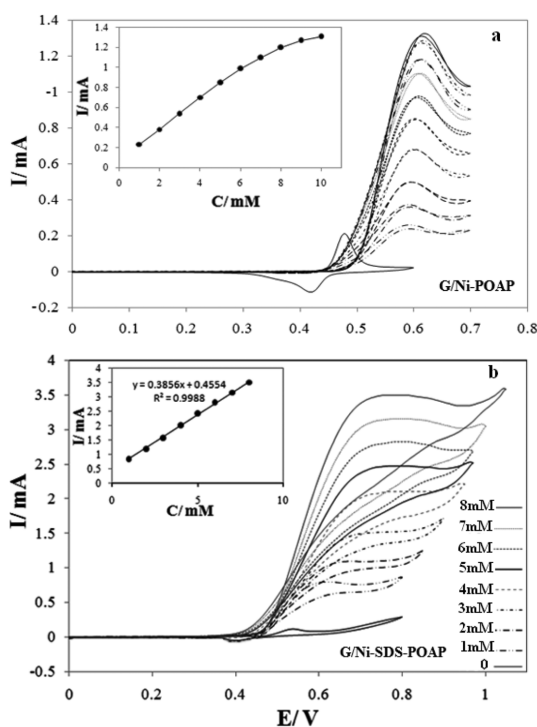 a
1.4
1.2
-1
0.8
0.6
0.4
0.2
0
-0.2
I/ mA
1.4
1.2
1
0.8
0.6
0.4
0.2
0
I/ mA
0 2 4 6 8 10
C/ mM
G/Ni-POAP
0 0.1 0.2 0.3 0.4 0.5 0.6 0.7 0.8
b
4
3.5
3
2.5
2
1.5
1
0.5
0
-0.5
I/ mA
3.5
3
2.5
2
1.5
1
0.5
I/ mA
y = 0.3856x + 0.4554
R² = 0.9988
0 5 10
C/ mM
8mM
7mM
6mM
5mM
4mM
3mM
2mM
1mM
0
G/Ni-SDS-POAP
0 0.2 0.4 0.6 0.8 1
E/ V